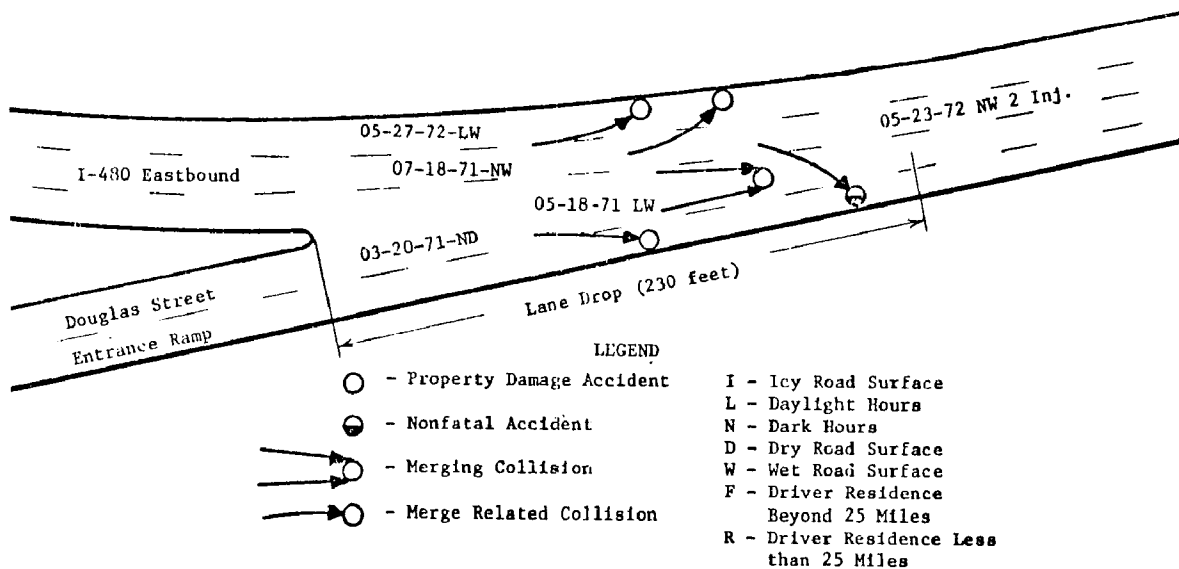 05-27-72-LW
05-23-72 NW 2 Inj.
I-480 Eastbound
07-18-71-NW
05-18-71 LW
03-20-71-ND
Lane Drop (230 feet)
Douglas Street
Entrance Ramp
LEGEND
- Property Damage Accident
- Nonfatal Accident
- Merging Collision
- Merge Related Collision
I - Icy Road Surface
L - Daylight Hours
N - Dark Hours
D - Dry Road Surface
W - Wet Road Surface
F - Driver Residence
Beyond 25 Miles
R - Driver Residence Less
than 25 Miles